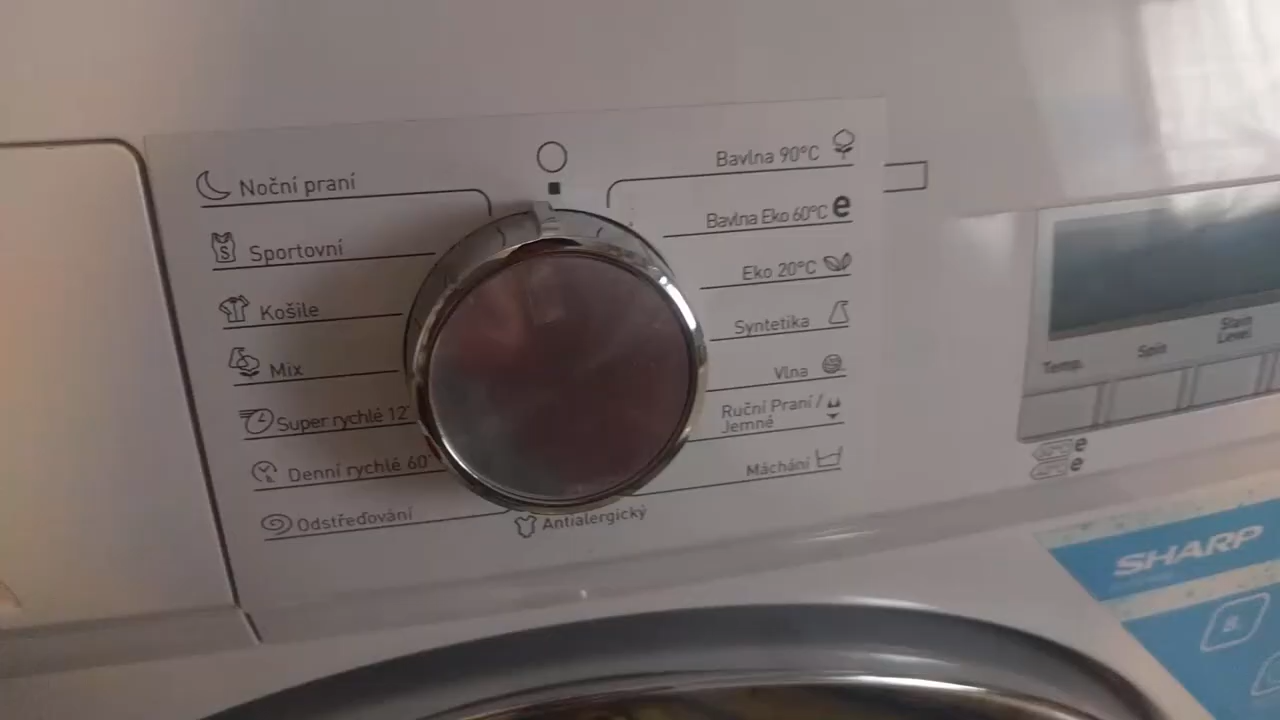 Noční praní
Sportovní
Košile
Mix
Super rychlé 12'
Denní rychlé 60'
Odstřeďování
Antialergický
Bavlna 90°C
Bavlna Eko 60°C e
Eko 20°C
Syntetika
Vlna
Ruční Praní /
Jemné
Máchání
Temp.
Spin
Stain
Level
e
e
SHARP
8